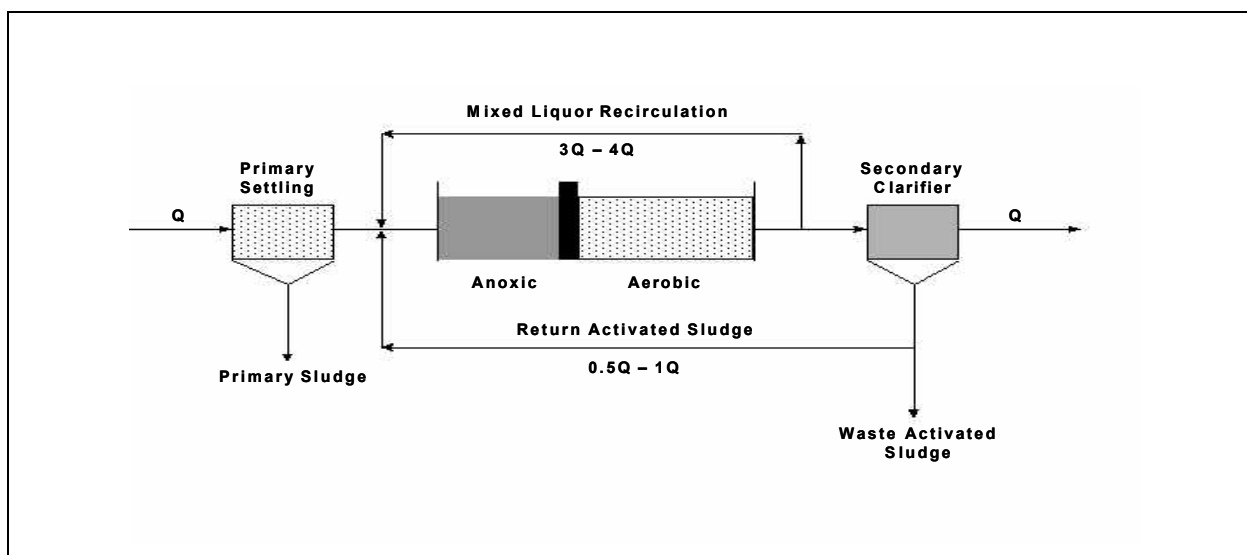 Mixed Liquor Recirculation
3Q – 4Q
Primary
Settling
Secondary
Clarifier
Q
Q
Anoxic
Aerobic
Return Activated Sludge
0.5Q – 1Q
Primary Sludge
Waste Activated
Sludge